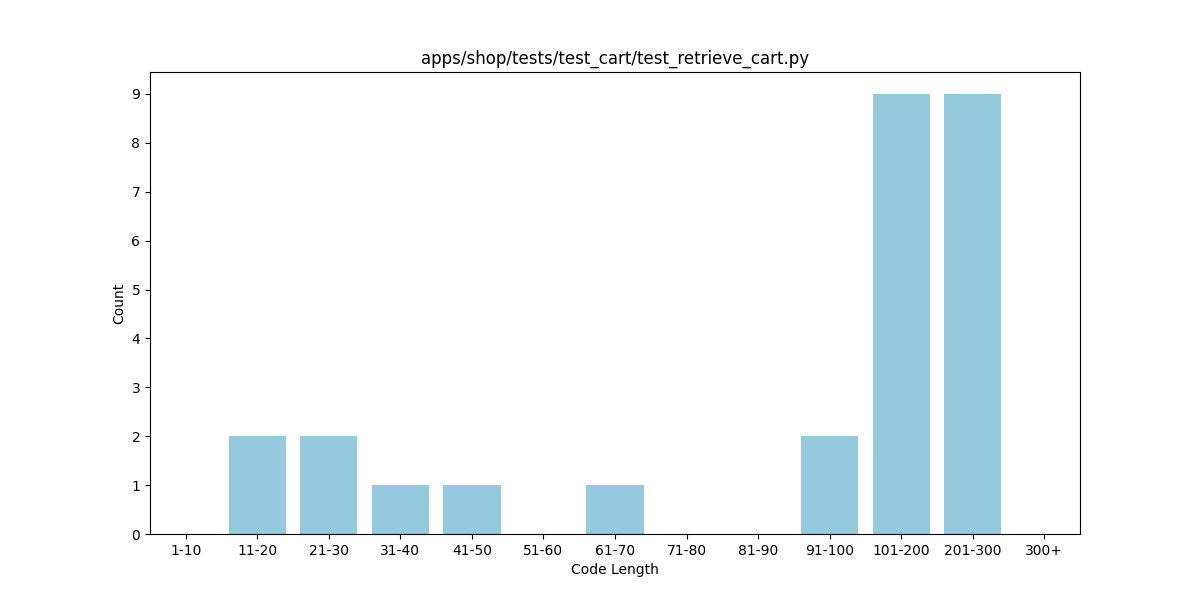 apps/shop/tests/test_cart/test_retrieve_cart.py
9
8
7
6
5
4
3
2
1
0
Count
1-10 11-20 21-30 31-40 41-50 51-60 61-70 71-80 81-90 91-100 101-200 201-300 300+
Code Length